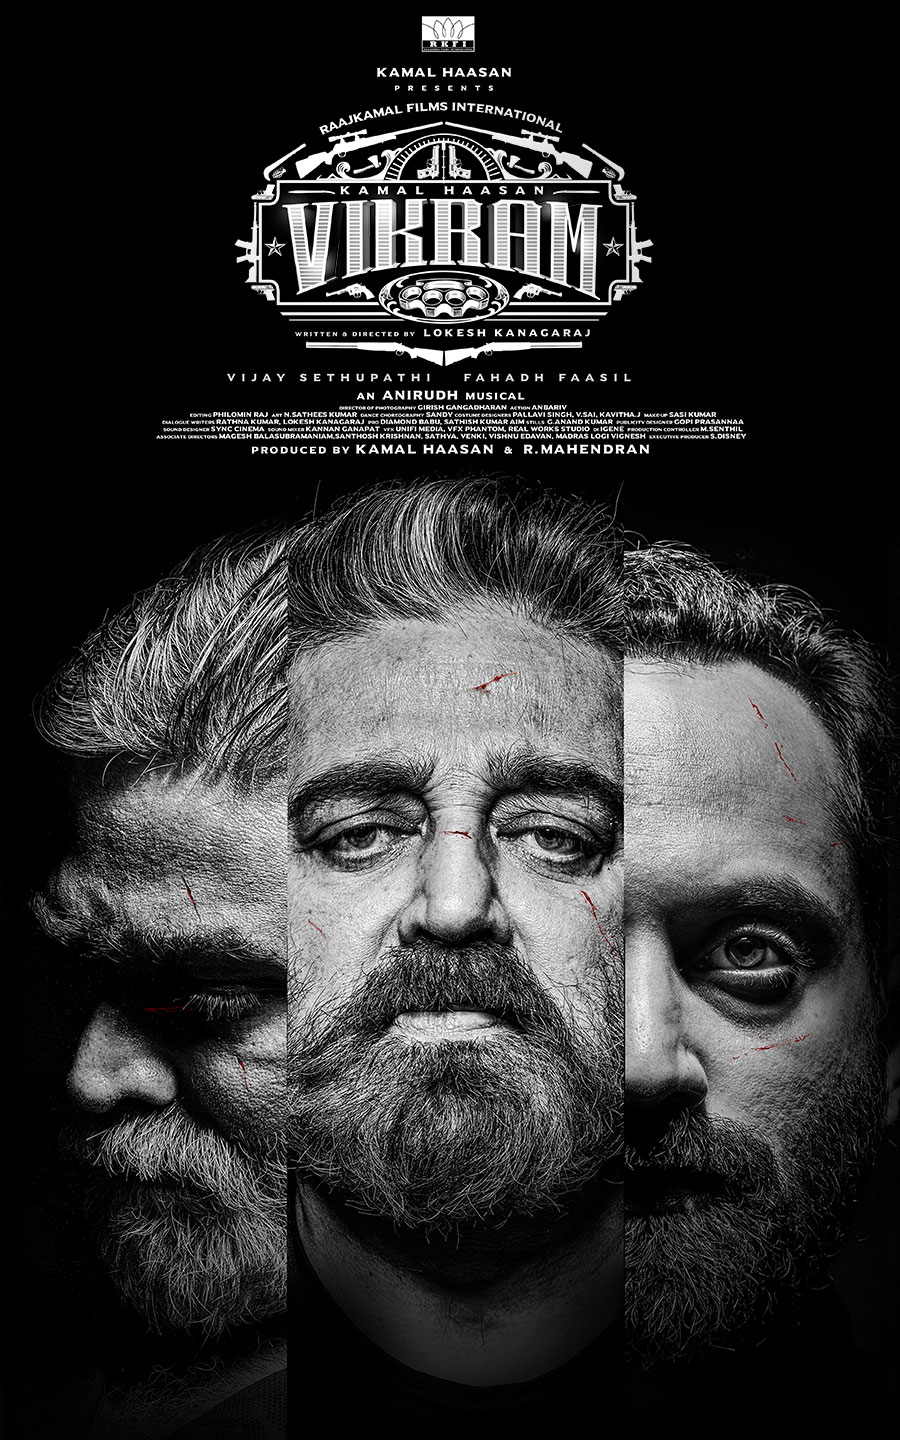 RKFI
KAMAL HAASAN
PRESENTS
RAAJKAMAL FILMS INTERNATIONAL
KAMAL HAASAN
VIKRAM
WRITTEN & DIRECTED BY LOKESH KANAGARAJ
VIJAY SETHUPATHI FAHADH FAASIL
AN ANIRUDH MUSICAL
DIRECTOR OF PHOTOGRAPHY GIRISH GANGADHARAN ACTION ANBARIV
EDITING PHILOMIN RAJ ART N.SATHEES KUMAR DANCE CHOREOGRAPHY SANDY COSTUME DESIGNERS PALLAVI SINGH, V.SAI, KAVITHA.J MAKE-UP SASI KUMAR
DIALOGUE WRITERS RATHNA KUMAR, LOKESH KANAGARAJ PRO DIAMOND BABU, SATHISH KUMAR AIM STILLS G.ANAND KUMAR PUBLICITY DESIGNER GOPI PRASANNAA
SOUND DESIGNER SYNC CINEMA SOUND MIXER KANNAN GANAPAT VFX UNIFI MEDIA, VFX PHANTOM, REAL WORKS STUDIO DI IGENE PRODUCTION CONTROLLER M.SENTHIL
ASSOCIATE DIRECTORS MAGESH BALASUBRAMANIAM,SANTHOSH KRISHNAN, SATHYA, VENKI, VISHNU EDAVAN, MADRAS LOGI VIGNESH EXECUTIVE PRODUCER S.DISNEY
PRODUCED BY KAMAL HAASAN & R.MAHENDRAN